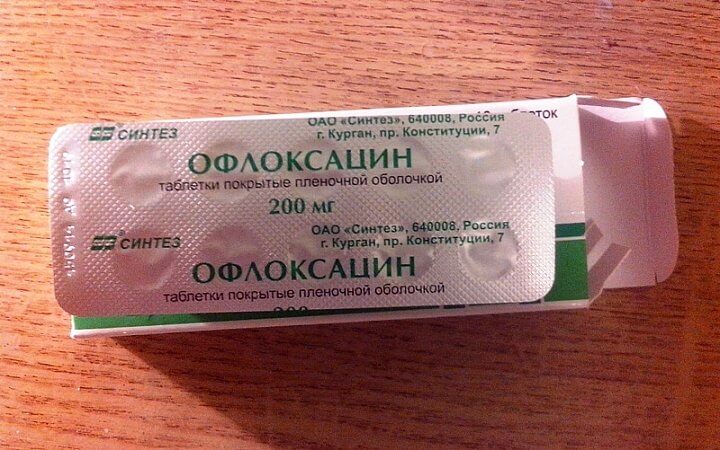 СИНТЕЗ
ОАО «Синтез», 640008, Россия
г. Курган, пр. Конституции, 7
ОФЛОКСАЦИН
таблетки покрытые пленочной оболочкой
200 мг
СИНТЕЗ
ОАО «Синтез», 640008, Россия
г. Курган, пр. Конституции, 7
ОФЛОКСАЦИН
таблетки покрытые пленочной оболочкой